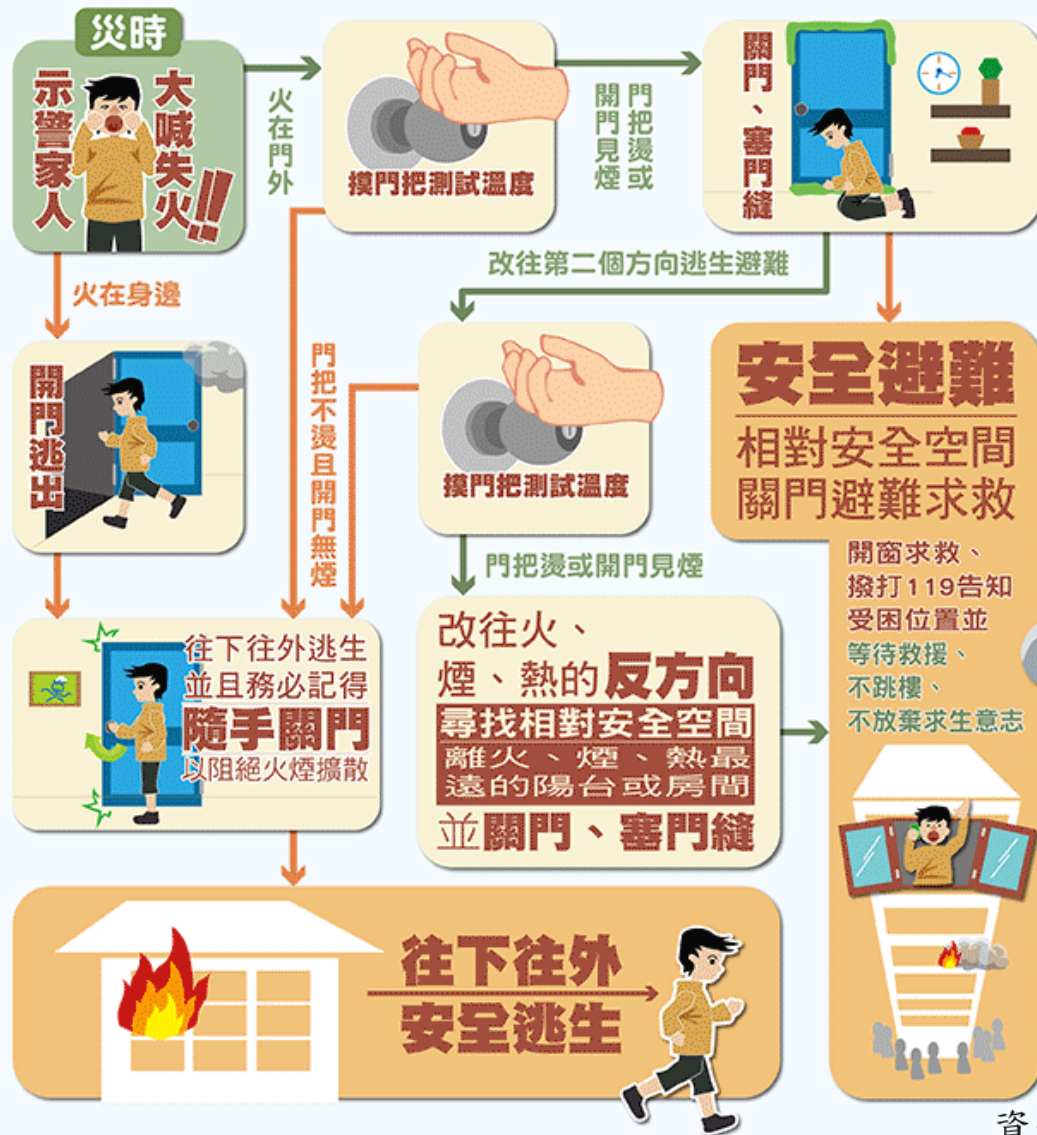 災時
大喊失火!!
示警家人
火在門外
摸門把測試溫度
門把燙或
開門見煙
關門、塞門縫
火在身邊
改往第二個方向逃生避難
開門逃出
門把不燙且開門無煙
摸門把測試溫度
門把燙或開門見煙
安全避難
相對安全空間
關門避難求救
開窗求救、
撥打119告知
受困位置並
等待救援、
不跳樓、
不放棄求生意志
往下往外逃生
並且務必記得
隨手關門
以阻絕火煙擴散
改往火、
煙、熱的反方向
尋找相對安全空間
離火、煙、熱最
遠的陽台或房間
並關門、塞門縫
往下往外
安全逃生
資